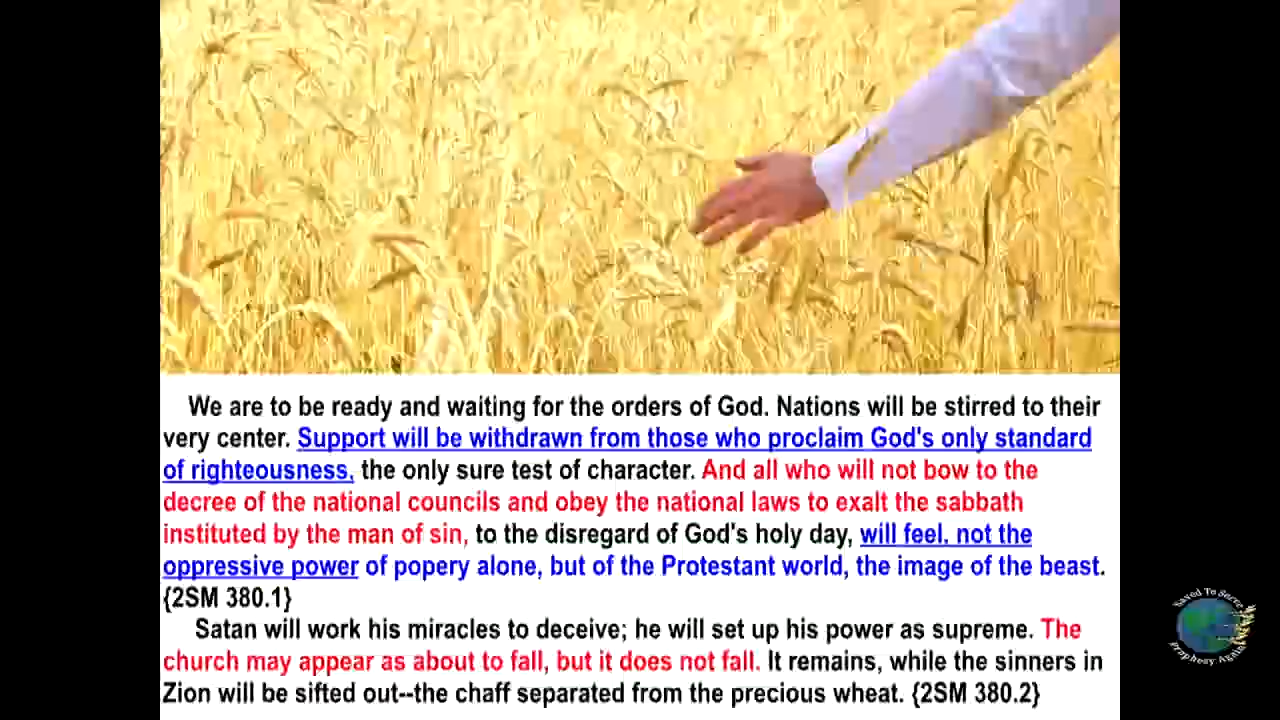 We are to be ready and waiting for the orders of God. Nations will be stirred to their
very center. Support will be withdrawn from those who proclaim God's only standard
of righteousness, the only sure test of character. And all who will not bow to the
decree of the national councils and obey the national laws to exalt the sabbath
instituted by the man of sin, to the disregard of God's holy day, will feel. not the
oppressive power of popery alone, but of the Protestant world, the image of the beast.
{2SM 380.1}
Satan will work his miracles to deceive; he will set up his power as supreme. The
church may appear as about to fall, but it does not fall. It remains, while the sinners in
Zion will be sifted out--the chaff separated from the precious wheat. {2SM 380.2}
Saved To Serve
Prophesy Again